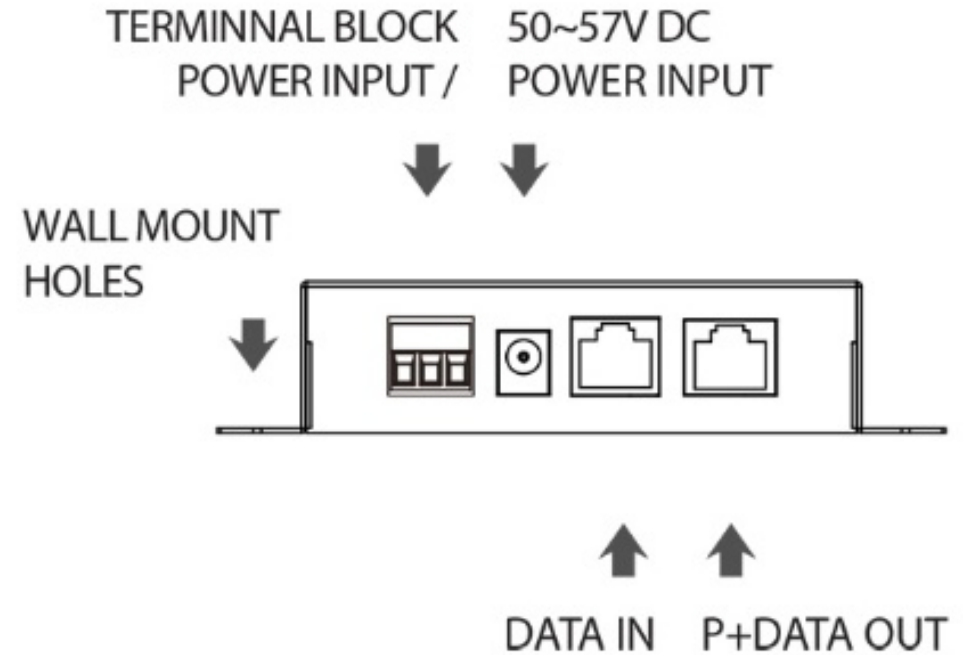 TERMINNAL BLOCK
POWER INPUT /
50~57V DC
POWER INPUT
WALL MOUNT
HOLES
DATA IN
P+DATA OUT